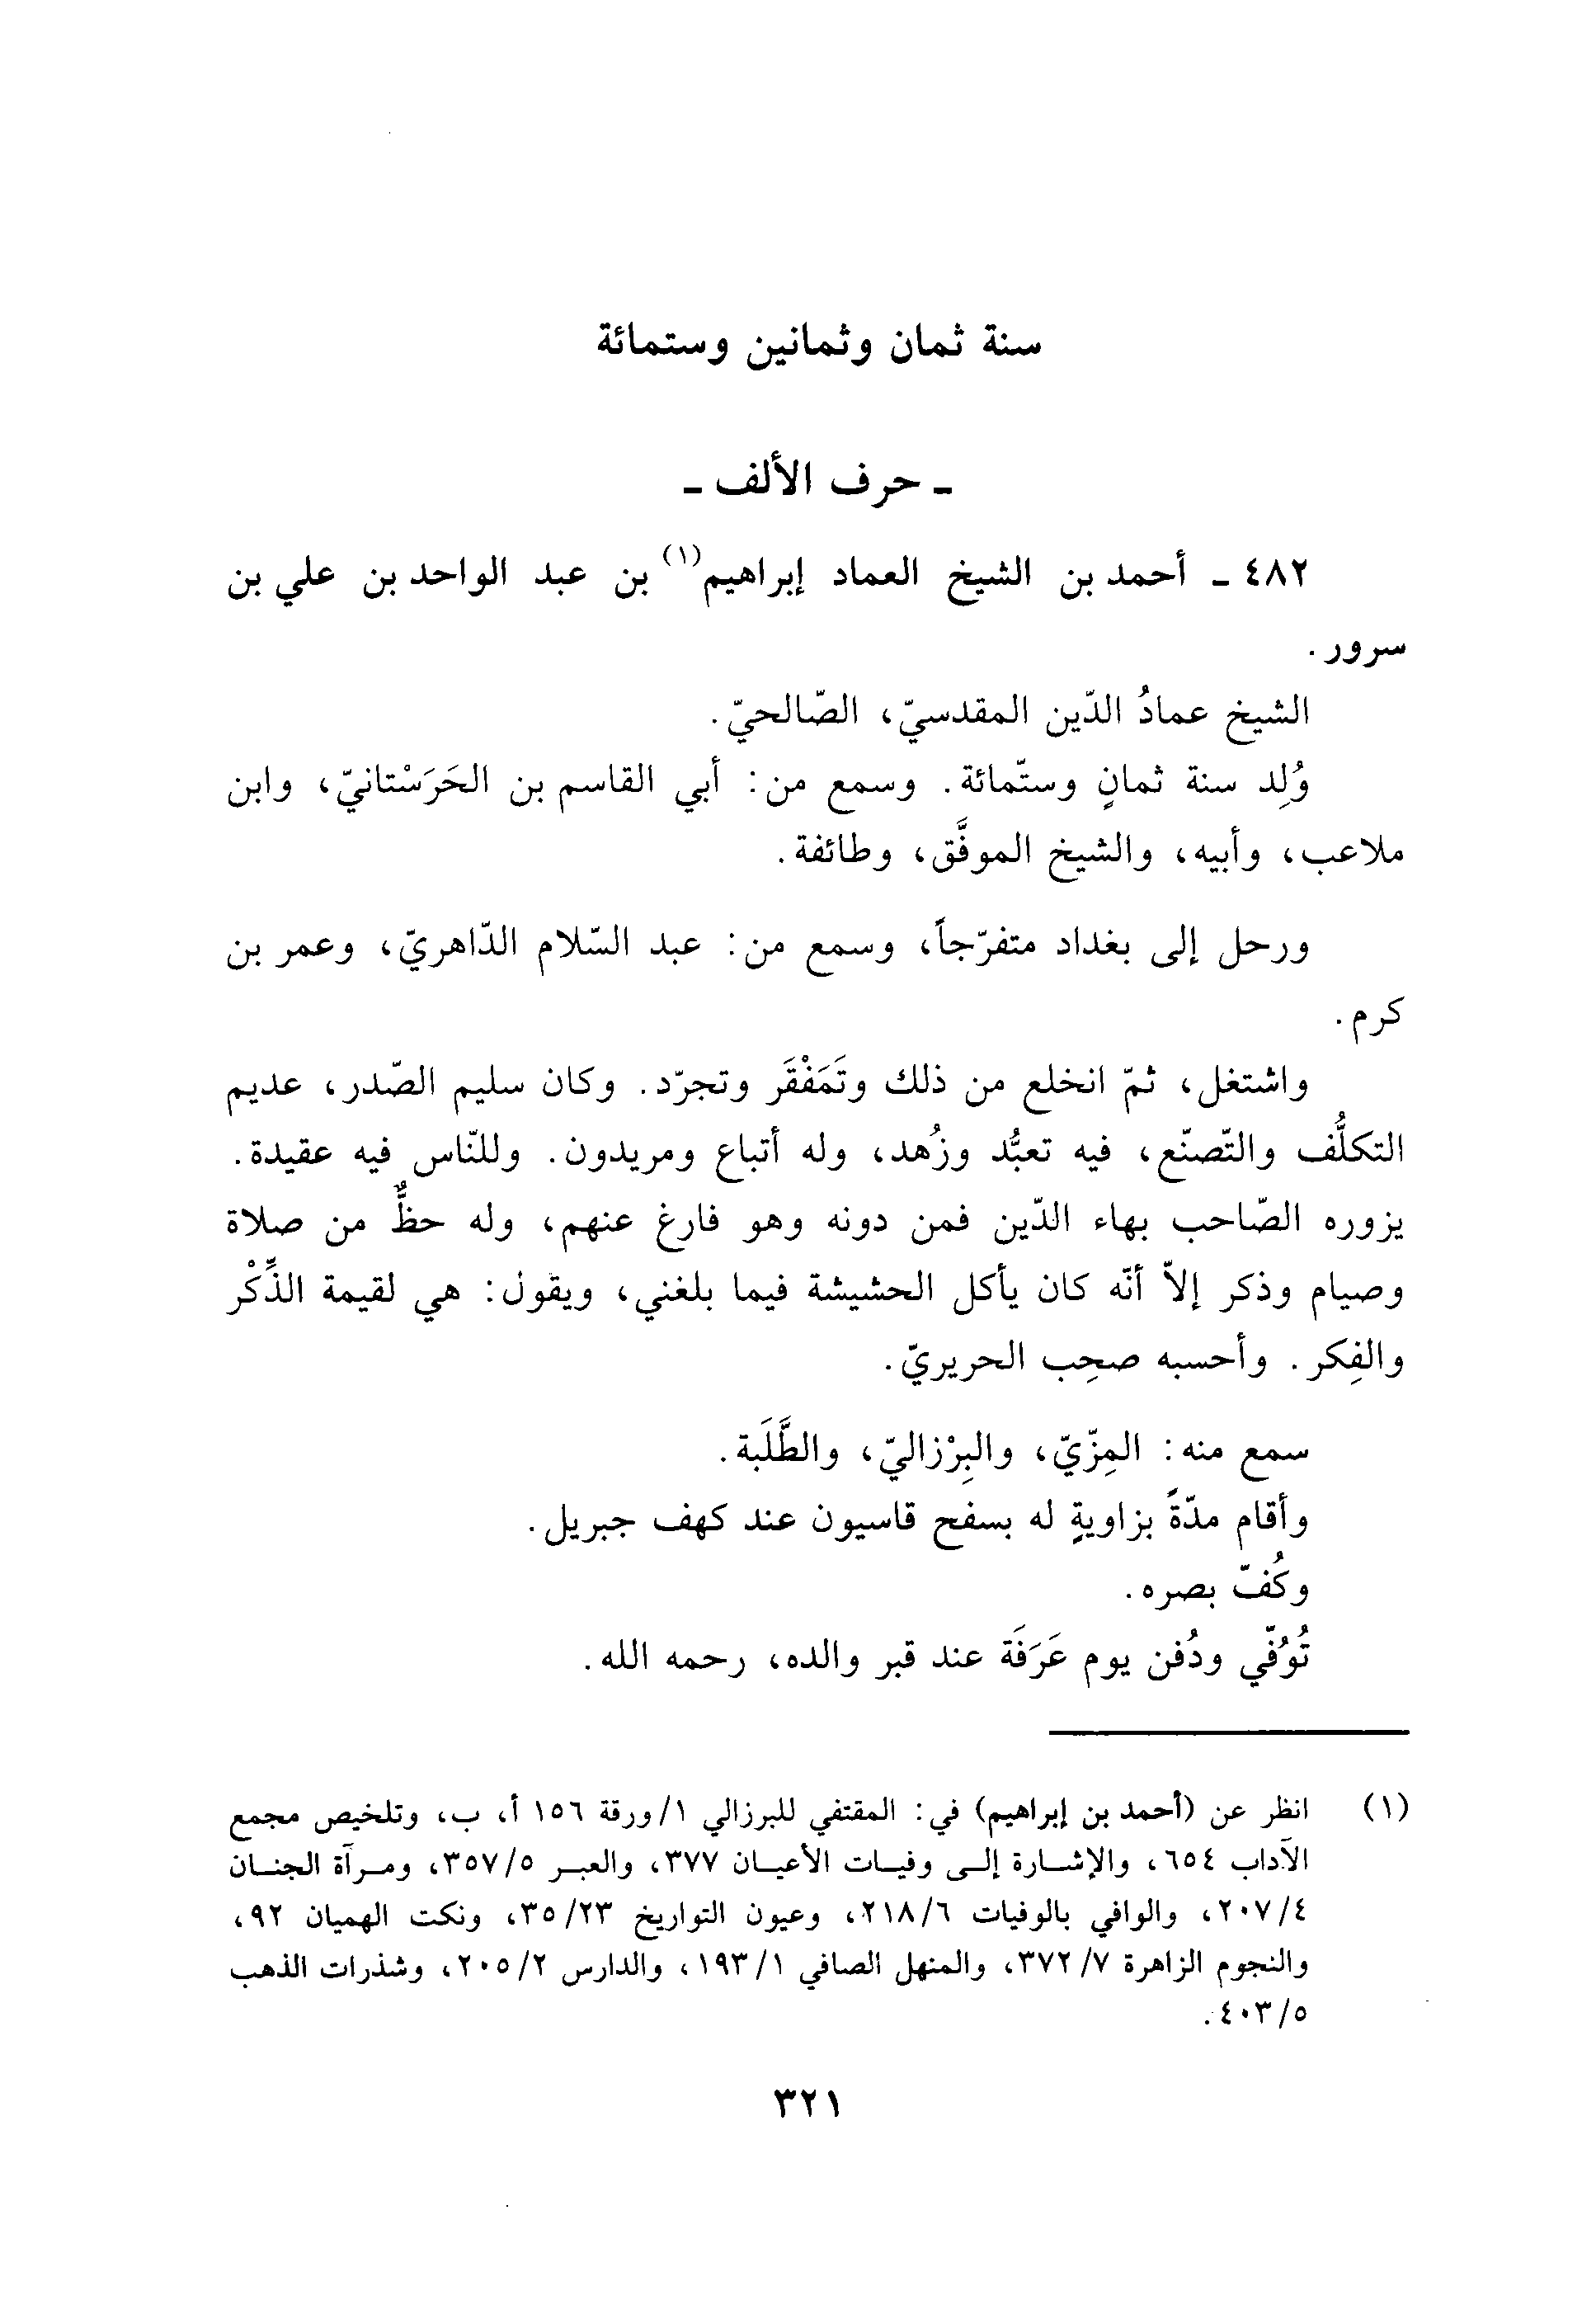 سنة ثمان وثمانين وستمائة
ـ حرف الألف ـ
٤٨٢ ـ أحمد بن الشيخ العماد إبراهيم(١) بن عبد الواحد بن علي بن
سرور.
الشيخ عمادُ الدّين المقدسيّ، الصّالحيّ.
وُلِد سنة ثمانٍ وستّمائة. وسمع من: أبي القاسم بن الحَرَسْتانيّ، وابن
ملاعب، وأبيه، والشيخ الموفَّق، وطائفة.
ورحل إلى بغداد متفرّجاً، وسمع من: عبد السّلام الدّاهريّ، وعمر بن
كرم.
واشتغل، ثمّ انخلع من ذلك وتَمَفْقَر وتجرّد. وكان سليم الصّدر، عديم
التكلُّف والتّصنّع، فيه تعبُّد وزُهد، وله أتباع ومريدون. وللنّاس فيه عقيدة.
يزوره الصّاحب بهاء الدّين فمن دونه وهو فارغ عنهم، وله حظٌّ من صلاة
وصيام وذكر إلاّ أنّه كان يأكل الحشيشة فيما بلغني، ويقول: هي لقيمة الذِّكْر
والفِكر. وأحسبه صحِب الحريريّ.
سمع منه: المِزّيّ، والبِرْزاليّ، والطَّلَبة.
وأقام مدّةً بزاويةٍ له بسفح قاسيون عند كهف جبريل.
وكُفّ بصره.
تُوُفّي ودُفن يوم عَرَفَة عند قبر والده، رحمه الله.
(١) انظر عن (أحمد بن إبراهيم) في: المقتفي للبرزالي ١/ورقة ١٥٦ أ، ب، وتلخيص مجمع
الآداب ٦٥٤، والإشارة إلى وفيات الأعيان ٣٧٧، والعبر ٣٥٧/٥، ومرآة الجنان
٢٠٧/٤، والوافي بالوفيات ٢١٨/٦، وعيون التواريخ ٣٥/٢٣، ونكت الهميان ٩٢،
والنجوم الزاهرة ٣٧٢/٧، والمنهل الصافي ١٩٣/١، والدارس ٢٠٥/٢، وشذرات الذهب
٤٠٣/٥.
٣٢١